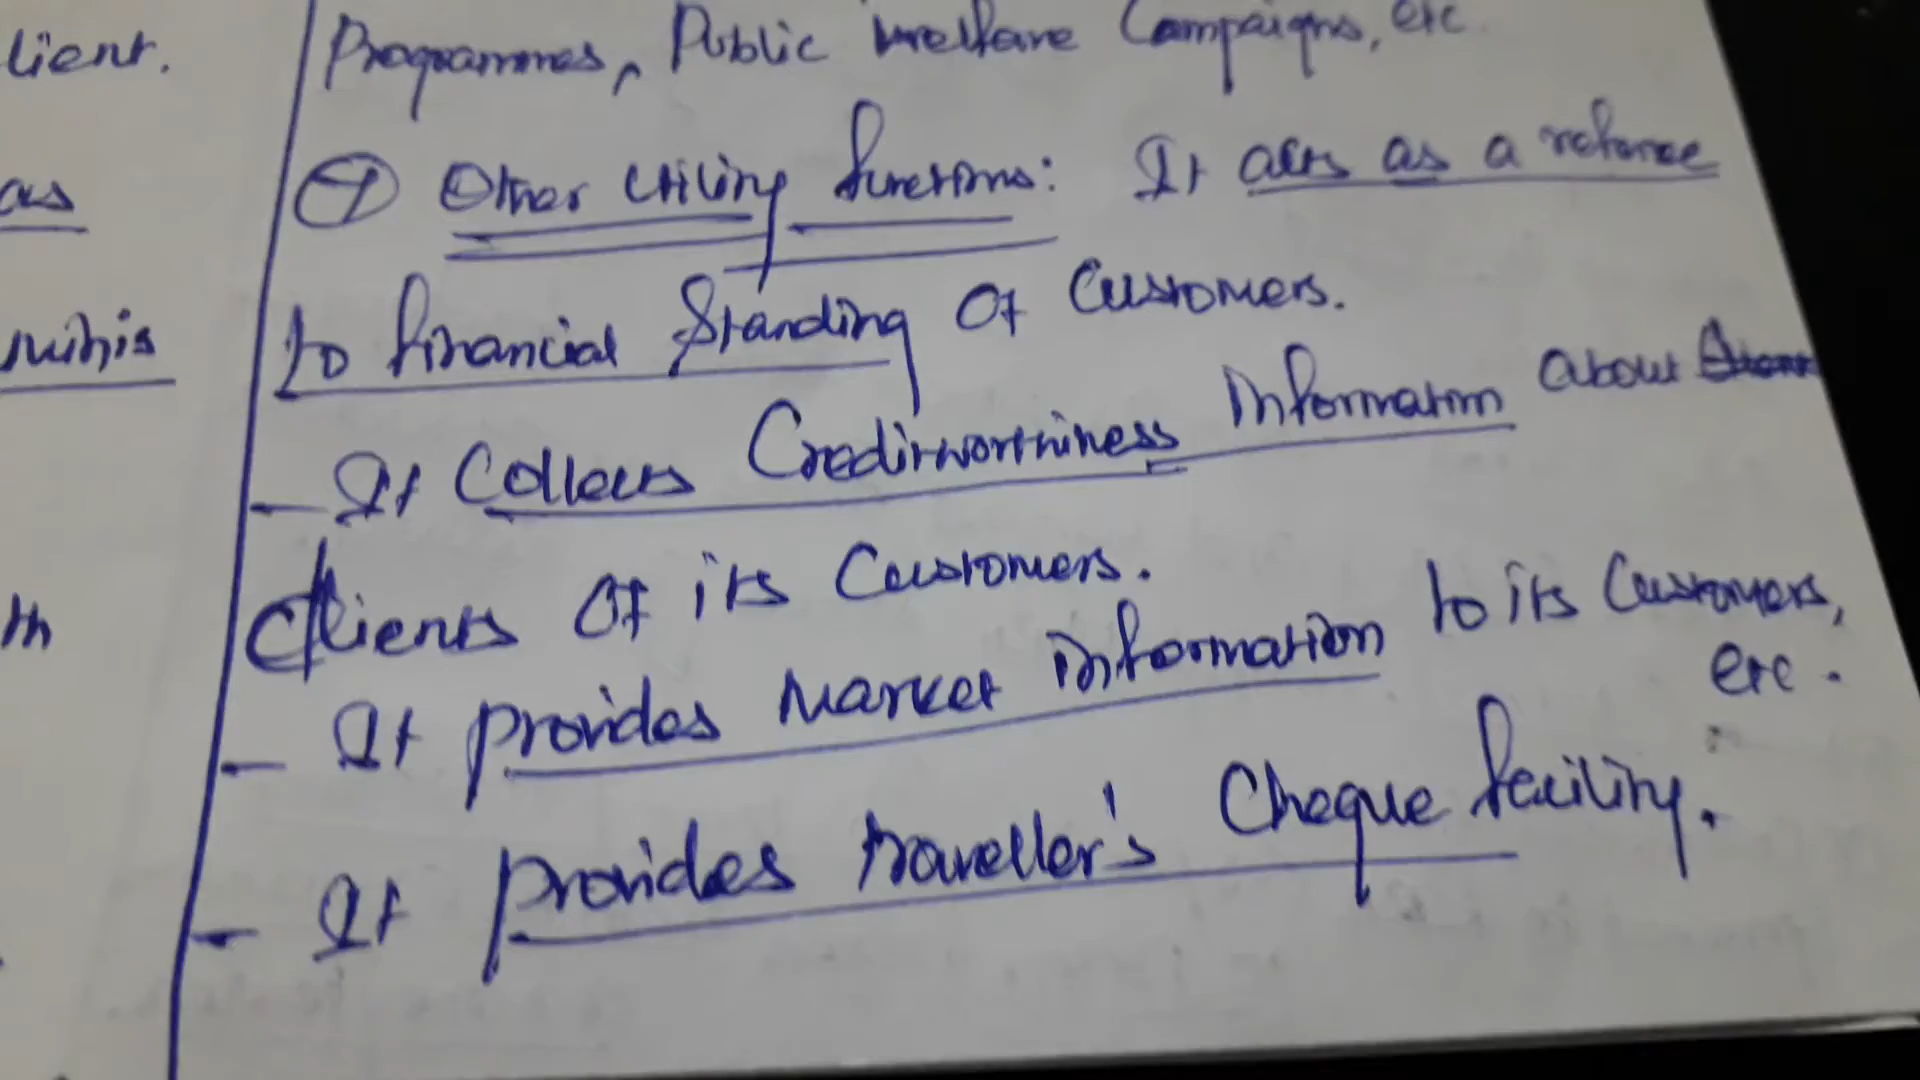 lient.
as
minis
th
Programmes, Public Welfare Campaigns, etc
7 Other Utility functions: It acts as a reference
to financial Standing Of Customers.
- It Collects Creditworthiness Information about
Clients Of its Customers.
- It provides Market information to its Customers,
etc.
- It provides traveller's Cheque facility.